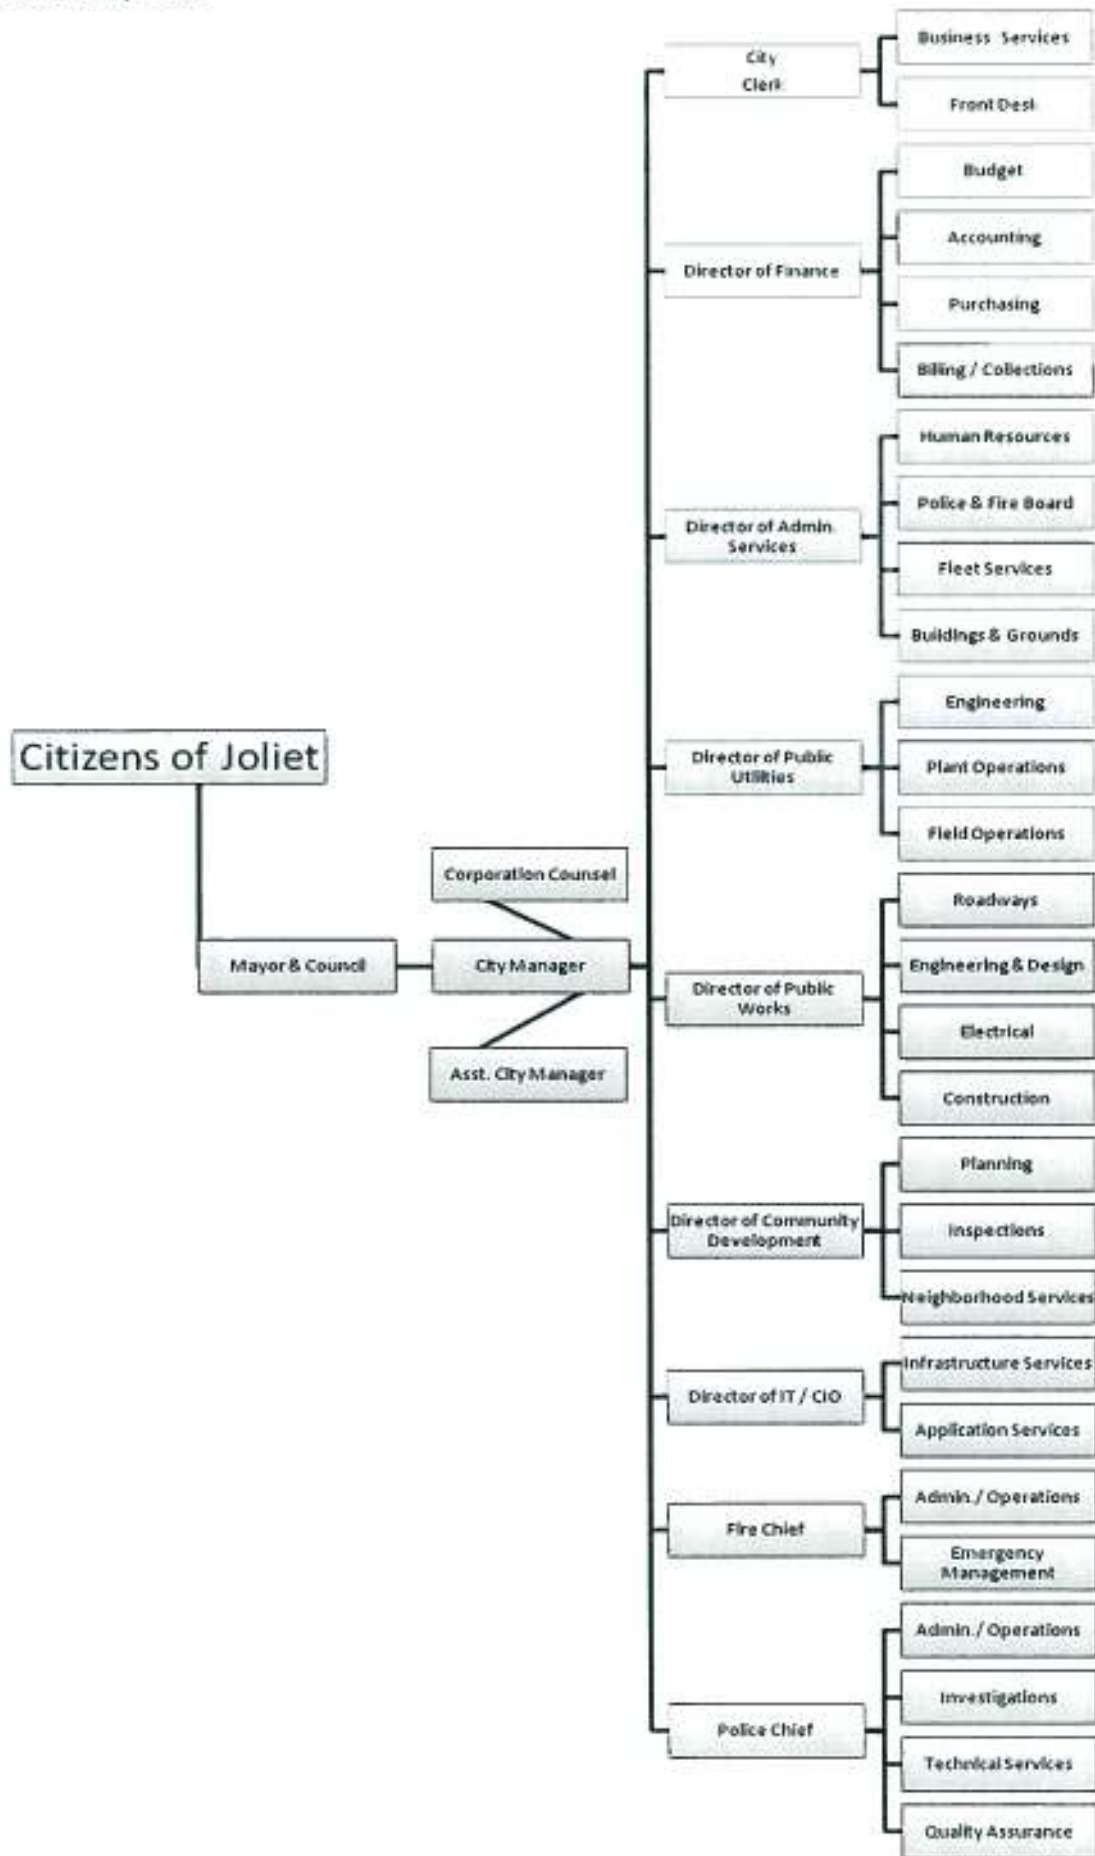 Citizens of Joliet
Mayor & Council
Corporation Counsel
City Manager
Asst. City Manager
City
Clerk
Business Services
Front Desk
Director of Finance
Budget
Accounting
Purchasing
Billing / Collections
Director of Admin.
Services
Human Resources
Police & Fire Board
Fleet Services
Buildings & Grounds
Director of Public
Utilities
Engineering
Plant Operations
Field Operations
Director of Public
Works
Roadways
Engineering & Design
Electrical
Construction
Director of Community
Development
Planning
Inspections
Neighborhood Services
Director of IT / CIO
Infrastructure Services
Application Services
Fire Chief
Admin./ Operations
Emergency
Management
Police Chief
Admin./ Operations
Investigations
Technical Services
Quality Assurance